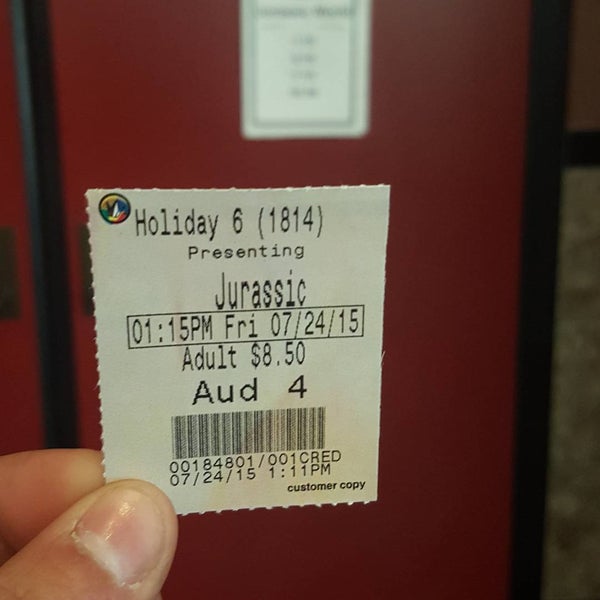 Holiday 6 (1814)
Presenting
Jurassic
01:15PM Fri 07/24/15
Adult $8.50
Aud 4
00184801/001CRED
07/24/15 1:11PM
customer copy